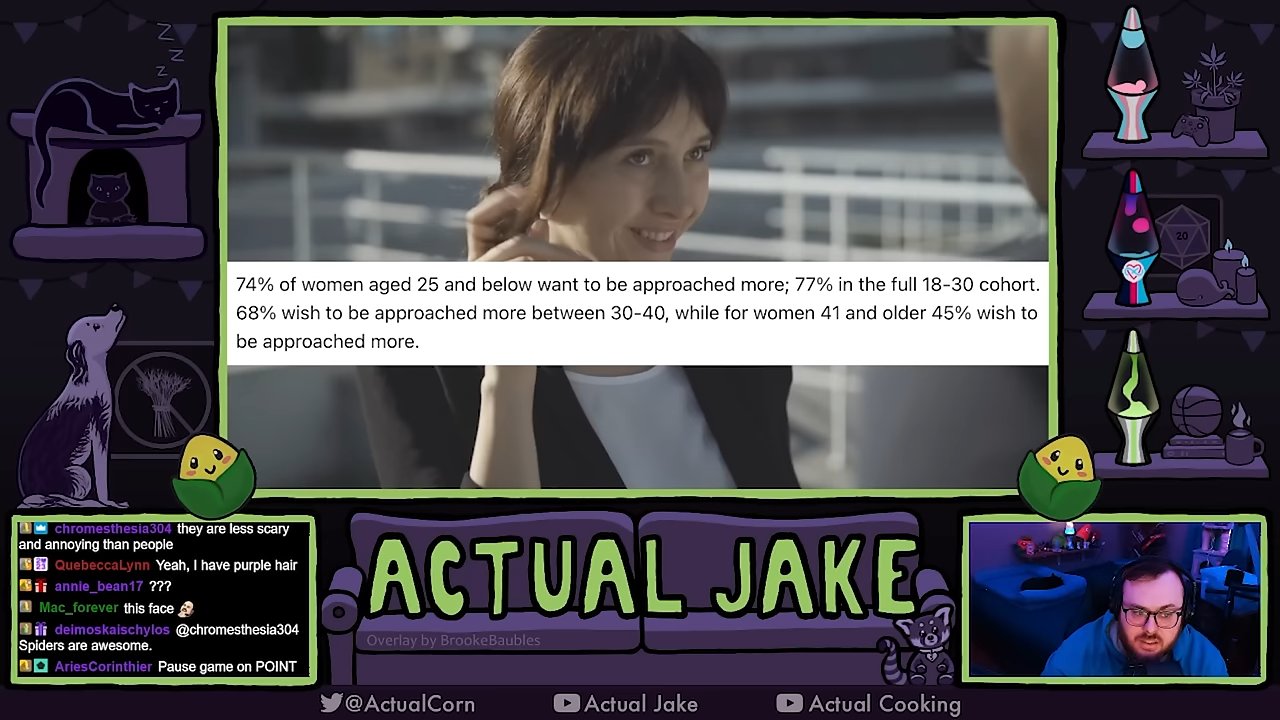 Z
Z
Z
74% of women aged 25 and below want to be approached more; 77% in the full 18-30 cohort.
68% wish to be approached more between 30-40, while for women 41 and older 45% wish to
be approached more.
20
chromesthesia304 they are less scary
and annoying than people
QuebeccaLynn Yeah, I have purple hair
annie_bean17 ???
Mac_forever this face
deimoskaischylos @chromesthesia304
Spiders are awesome.
AriesCorinthier Pause game on POINT
ACTUAL JAKE
Overlay by BrookeBaubles
@ActualCorn
Actual Jake
Actual Cooking